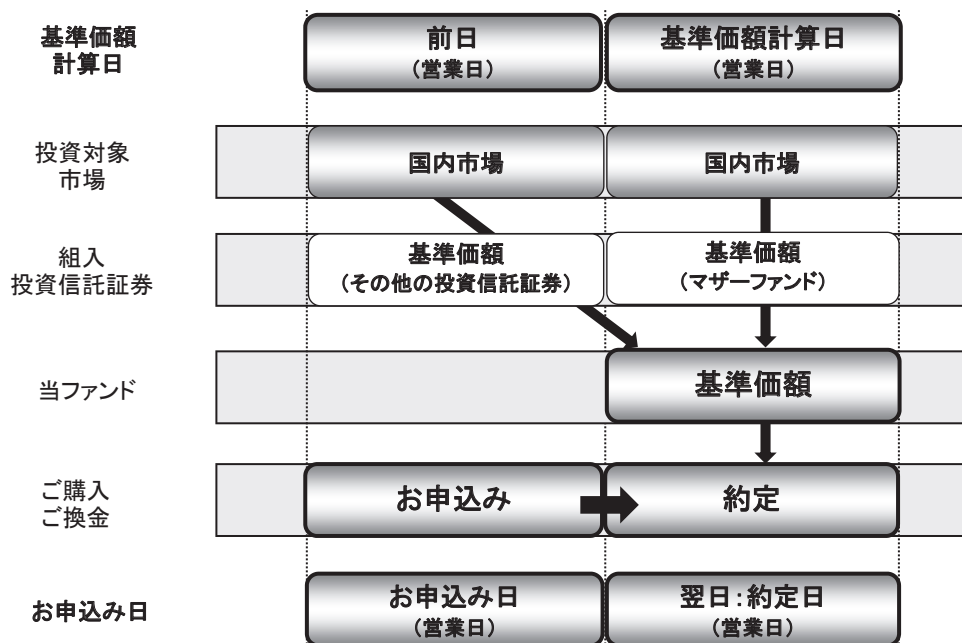 基準価額
計算日
前日
(営業日)
基準価額計算日
(営業日)
投資対象
市場
国内市場
国内市場
組入
投資信託証券
基準価額
(その他の投資信託証券)
基準価額
(マザーファンド)
当ファンド
基準価額
ご購入
ご換金
お申込み
約定
お申込み日
お申込み日
(営業日)
翌日:約定日
(営業日)